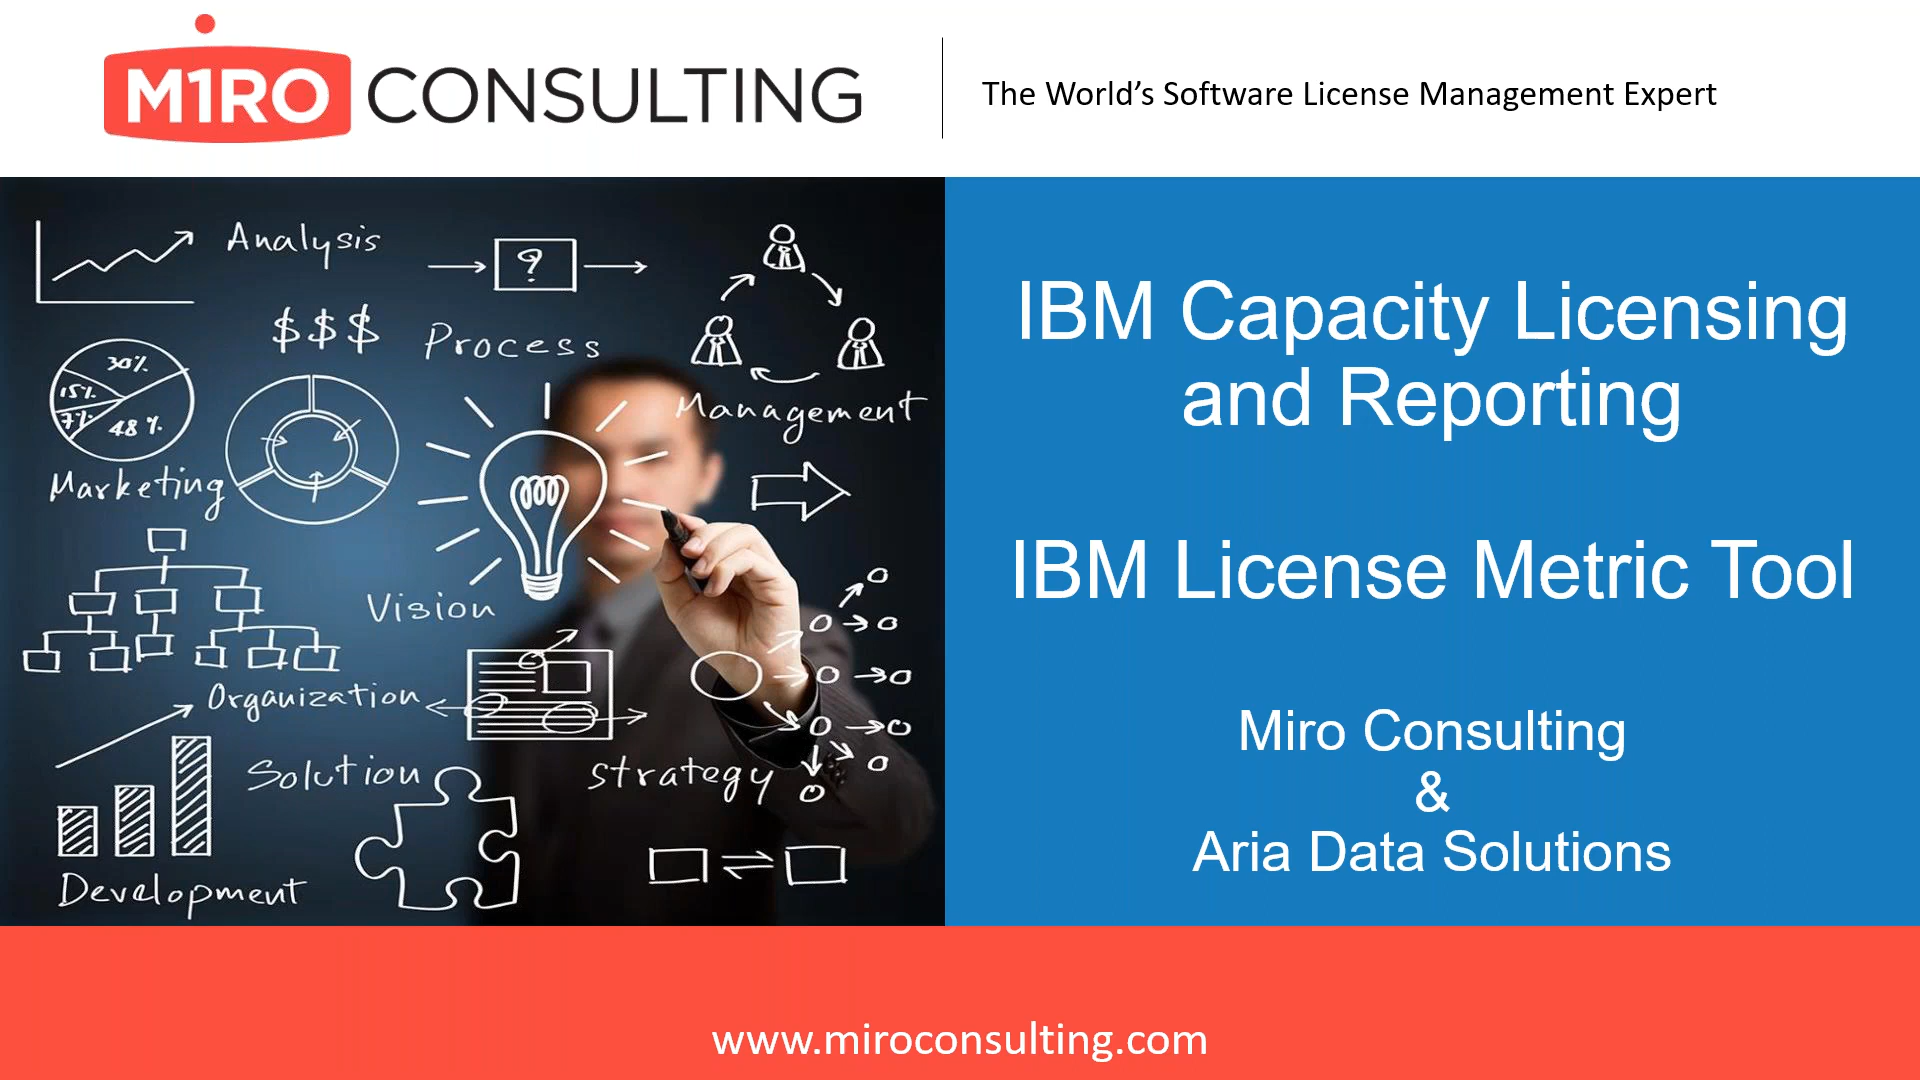 M1RO CONSULTING
The World's Software License Management Expert
Analysis
?
$$$
Process
30%
15%
7%
48%
Management
Marketing
Vision
Organization
Solution
strategy
Development
IBM Capacity Licensing
and Reporting
IBM License Metric Tool
Miro Consulting
&
Aria Data Solutions
www.miroconsulting.com